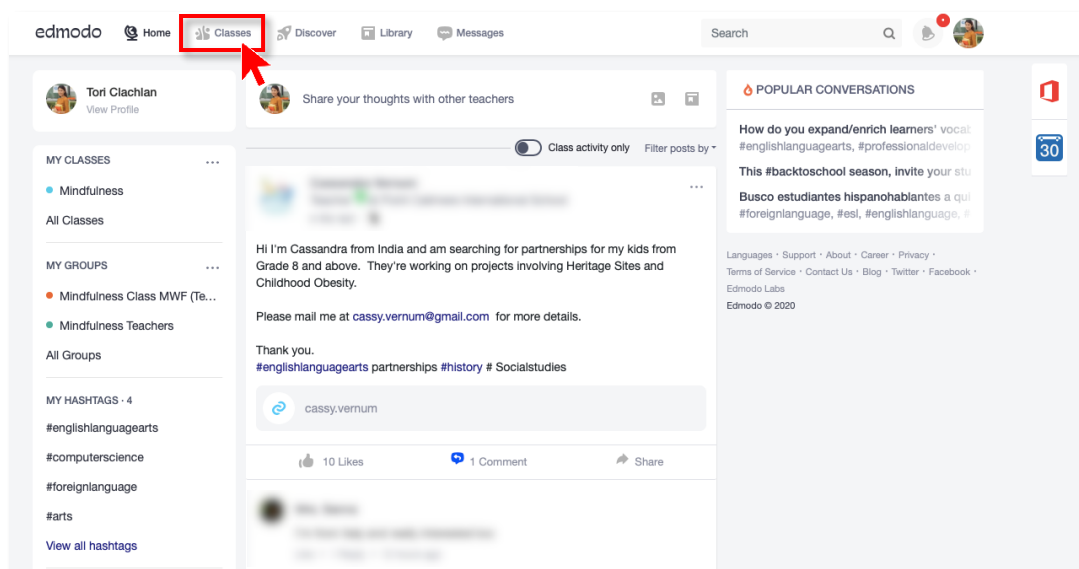 edmodo Home Classes Discover Library Messages Search
Tori Clachlan
View Profile
MY CLASSES ...
Mindfulness
All Classes
MY GROUPS ...
Mindfulness Class MWF (Te...
Mindfulness Teachers
All Groups
MY HASHTAGS · 4
#englishlanguagearts
#computerscience
#foreignlanguage
#arts
View all hashtags
Share your thoughts with other teachers
Class activity only Filter posts by
...
Hi I'm Cassandra from India and am searching for partnerships for my kids from
Grade 8 and above. They're working on projects involving Heritage Sites and
Childhood Obesity.
Please mail me at cassy.vernum@gmail.com for more details.
Thank you.
#englishlanguagearts partnerships #history # Socialstudies
cassy.vernum
10 Likes 1 Comment Share
POPULAR CONVERSATIONS
How do you expand/enrich learners' vocab
#englishlanguagearts, #professionaldevelop
This #backtoschool season, invite your stu
Busco estudiantes hispanohablantes a qui
#foreignlanguage, #esl, #englishlanguage, #
Languages · Support · About · Career · Privacy ·
Terms of Service · Contact Us · Blog · Twitter · Facebook ·
Edmodo Labs
Edmodo © 2020
30